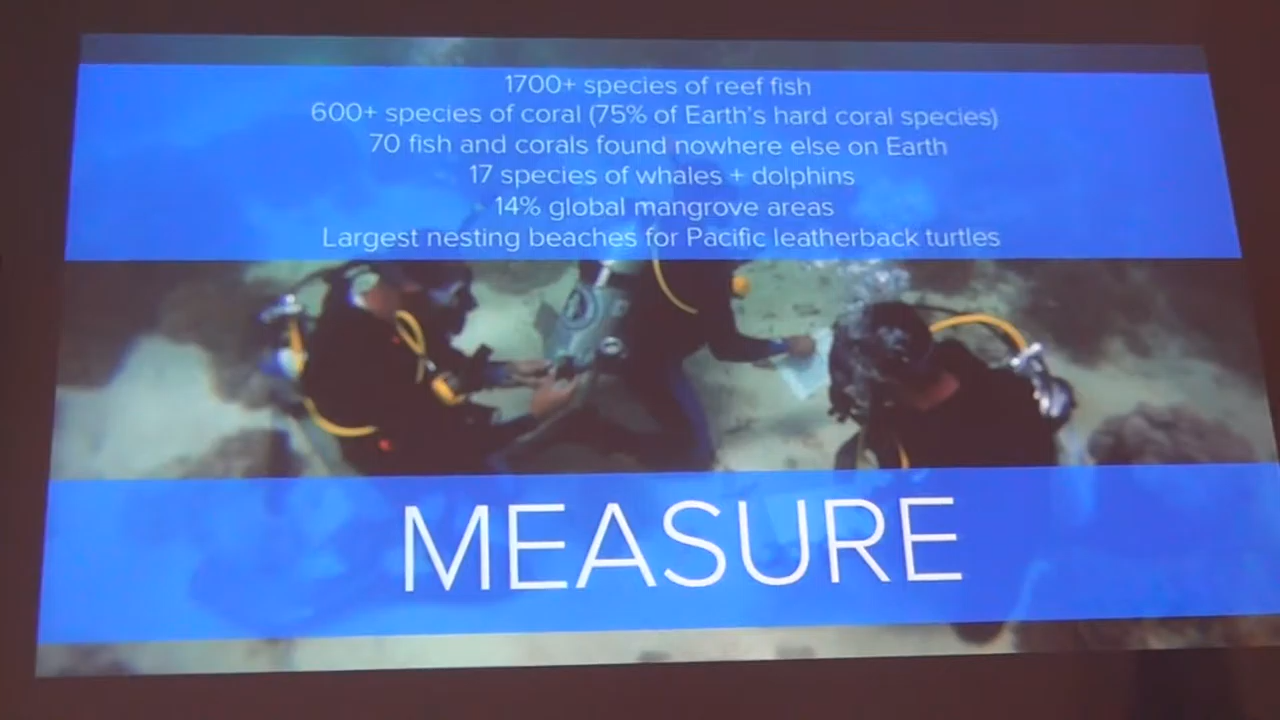 1700+ species of reef fish
600+ species of coral (75% of Earth's hard coral species)
70 fish and corals found nowhere else on Earth
17 species of whales + dolphins
14% global mangrove areas
Largest nesting beaches for Pacific leatherback turtles
MEASURE